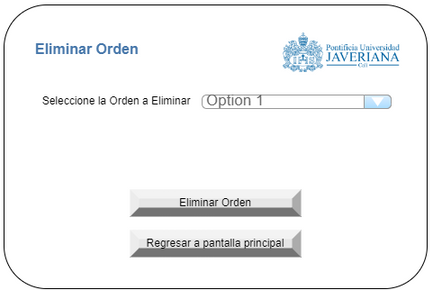 Eliminar Orden
Pontificia Universidad
JAVERIANA
Cali
Seleccione la Orden a Eliminar
Option 1
Eliminar Orden
Regresar a pantalla principal